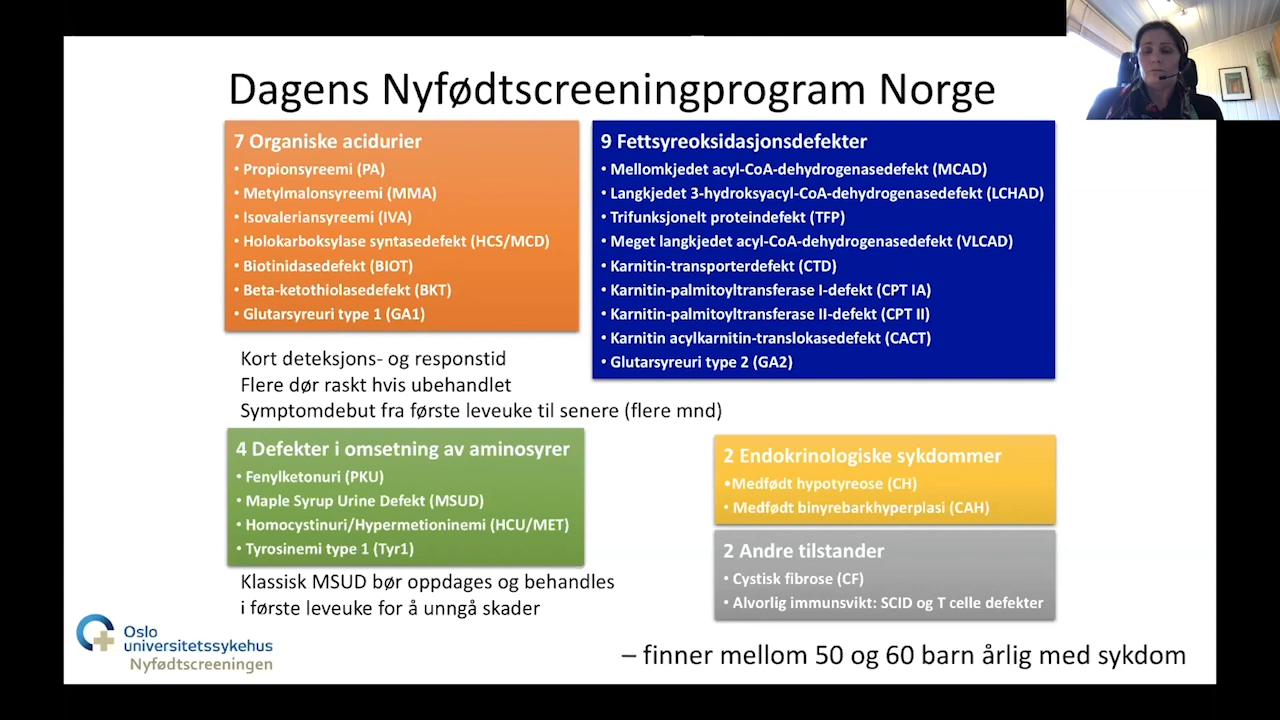 Dagens Nyfødtscreeningprogram Norge
7 Organiske acidurier
• Propionsyreemi (PA)
• Metylmalonsyreemi (MMA)
• Isovaleriansyreemi (IVA)
• Holokarboksylase syntasedefekt (HCS/MCD)
• Biotinidasedefekt (BIOT)
• Beta-ketothiolasedefekt (BKT)
• Glutarsyreuri type 1 (GA1)
9 Fettsyreoksidasjonsdefekter
• Mellomkjedet acyl-CoA-dehydrogenasedefekt (MCAD)
• Langkjedet 3-hydroksyacyl-CoA-dehydrogenasedefekt (LCHAD)
• Trifunksjonelt proteindefekt (TFP)
• Meget langkjedet acyl-CoA-dehydrogenasedefekt (VLCAD)
• Karnitin-transporterdefekt (CTD)
• Karnitin-palmitoyltransferase I-defekt (CPT IA)
• Karnitin-palmitoyltransferase II-defekt (CPT II)
• Karnitin acylkarnitin-translokasedefekt (CACT)
• Glutarsyreuri type 2 (GA2)
Kort deteksjons- og responstid
Flere dør raskt hvis ubehandlet
Symptomdebut fra første leveuke til senere (flere mnd)
4 Defekter i omsetning av aminosyrer
• Fenylketonuri (PKU)
• Maple Syrup Urine Defekt (MSUD)
• Homocystinuri/Hypermetioninemi (HCU/MET)
• Tyrosinemi type 1 (Tyr1)
2 Endokrinologiske sykdommer
•Medfødt hypotyreose (CH)
• Medfødt binyrebarkhyperplasi (CAH)
2 Andre tilstander
• Cystisk fibrose (CF)
• Alvorlig immunsvikt: SCID og T celle defekter
Klassisk MSUD bør oppdages og behandles
i første leveuke for å unngå skader
Oslo
universitetssykehus
Nyfødtscreeningen
– finner mellom 50 og 60 barn årlig med sykdom